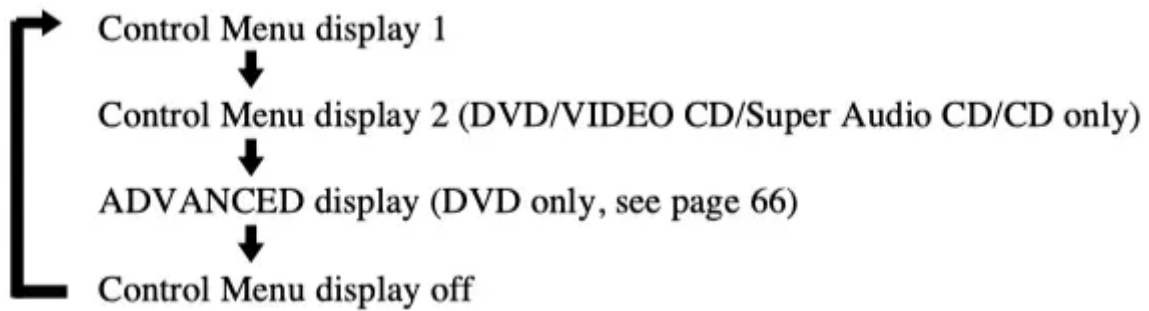 Control Menu display 1
Control Menu display 2 (DVD/VIDEO CD/Super Audio CD/CD only)
ADVANCED display (DVD only, see page 66)
Control Menu display off